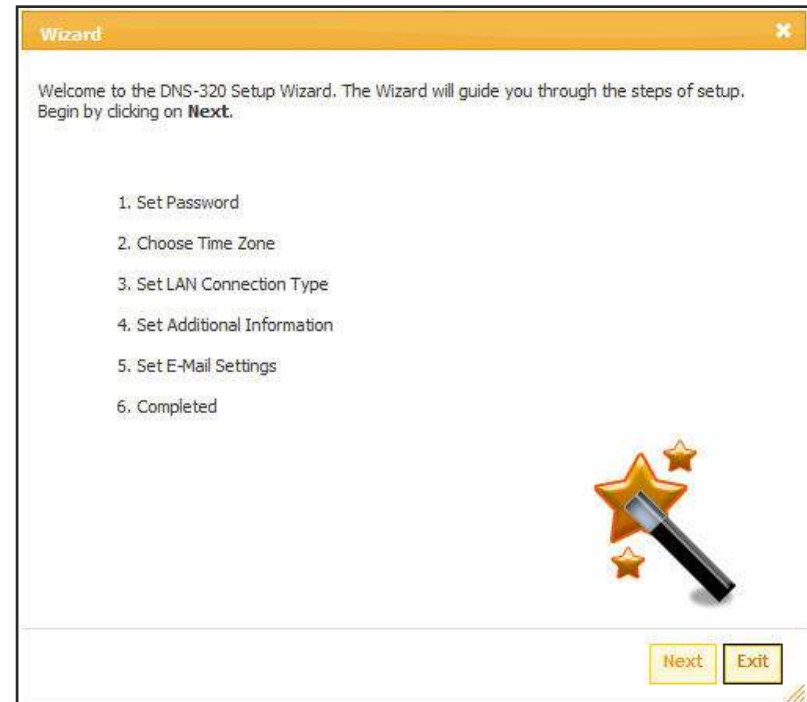 Wizard
Welcome to the DNS-320 Setup Wizard. The Wizard will guide you through the steps of setup.
Begin by clicking on Next.
1. Set Password
2. Choose Time Zone
3. Set LAN Connection Type
4. Set Additional Information
5. Set E-Mail Settings
6. Completed
Next Exit